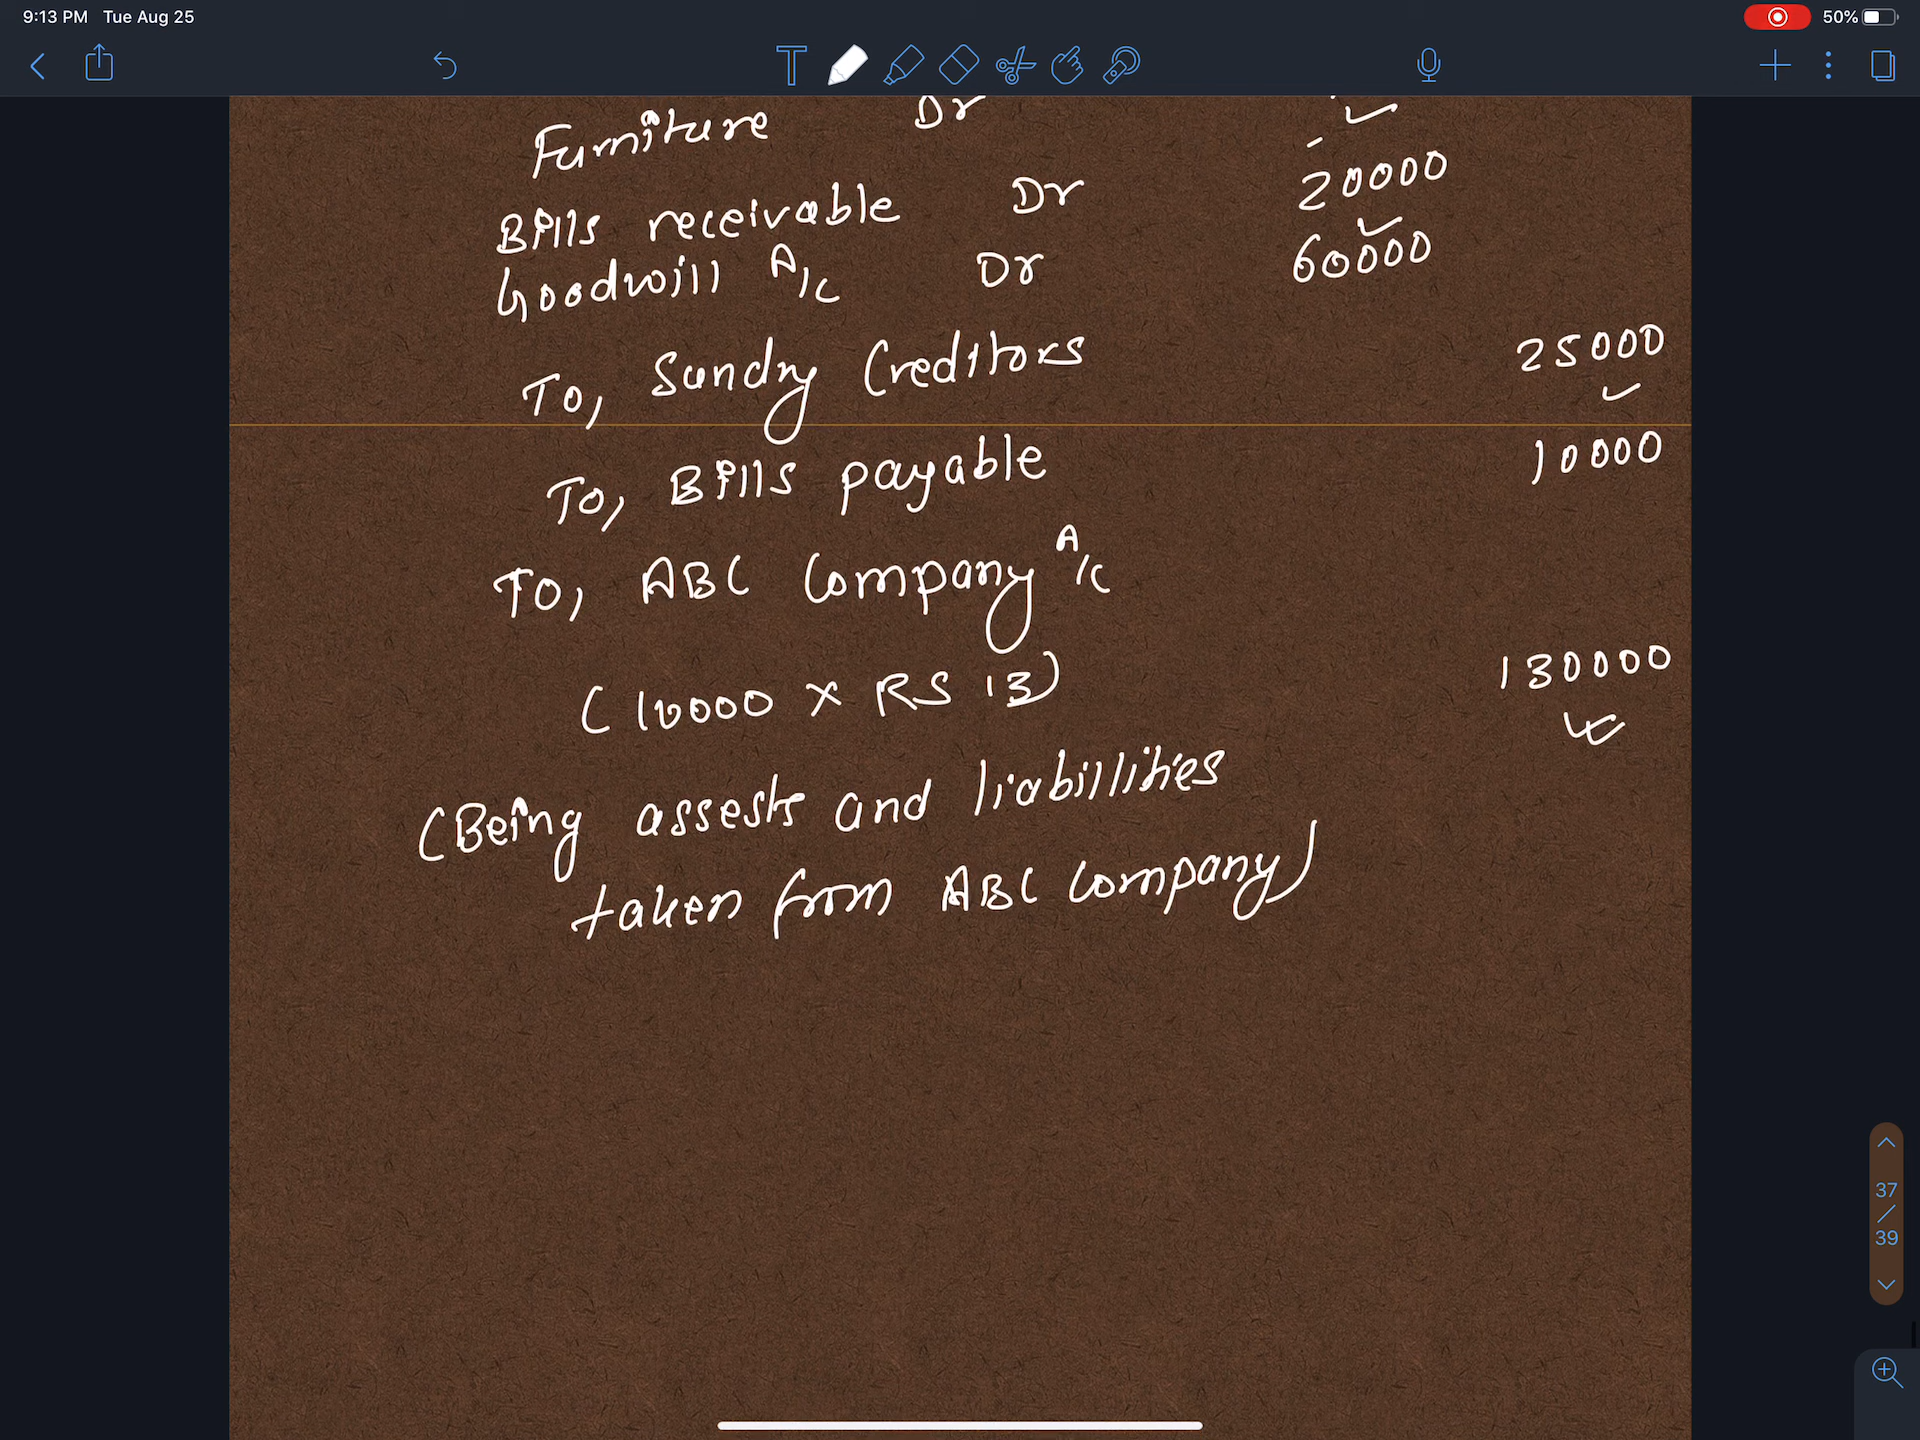 9:13 PM Tue Aug 25 50%
Furniture Dr
Bills receivable Dr 20000
Goodwill A/c Dr 60000
To, Sundry Creditors 25000
To, Bills payable 10000
To, ABC Company A/c
(10000 X RS 13) 130000
(Being assests and liabillities
taken from ABC Company)
37
/
39